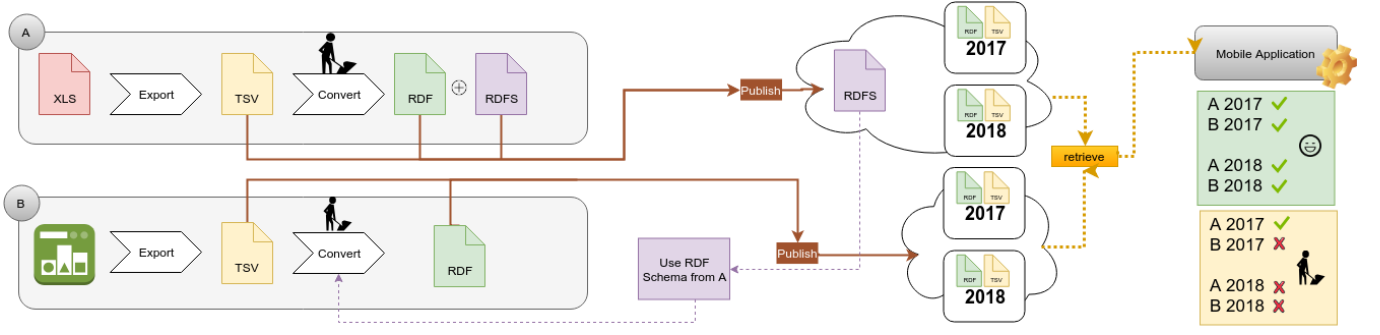 A
XLS
Export
TSV
Convert
RDF
RDFS
Publish
RDFS
RDF
TSV
2017
RDF
TSV
2018
retrieve
Mobile Application
A 2017
B 2017
A 2018
B 2018
B
Export
TSV
Convert
RDF
Use RDF
Schema from A
Publish
RDF
TSV
2017
RDF
TSV
2018
A 2017
B 2017
A 2018
B 2018